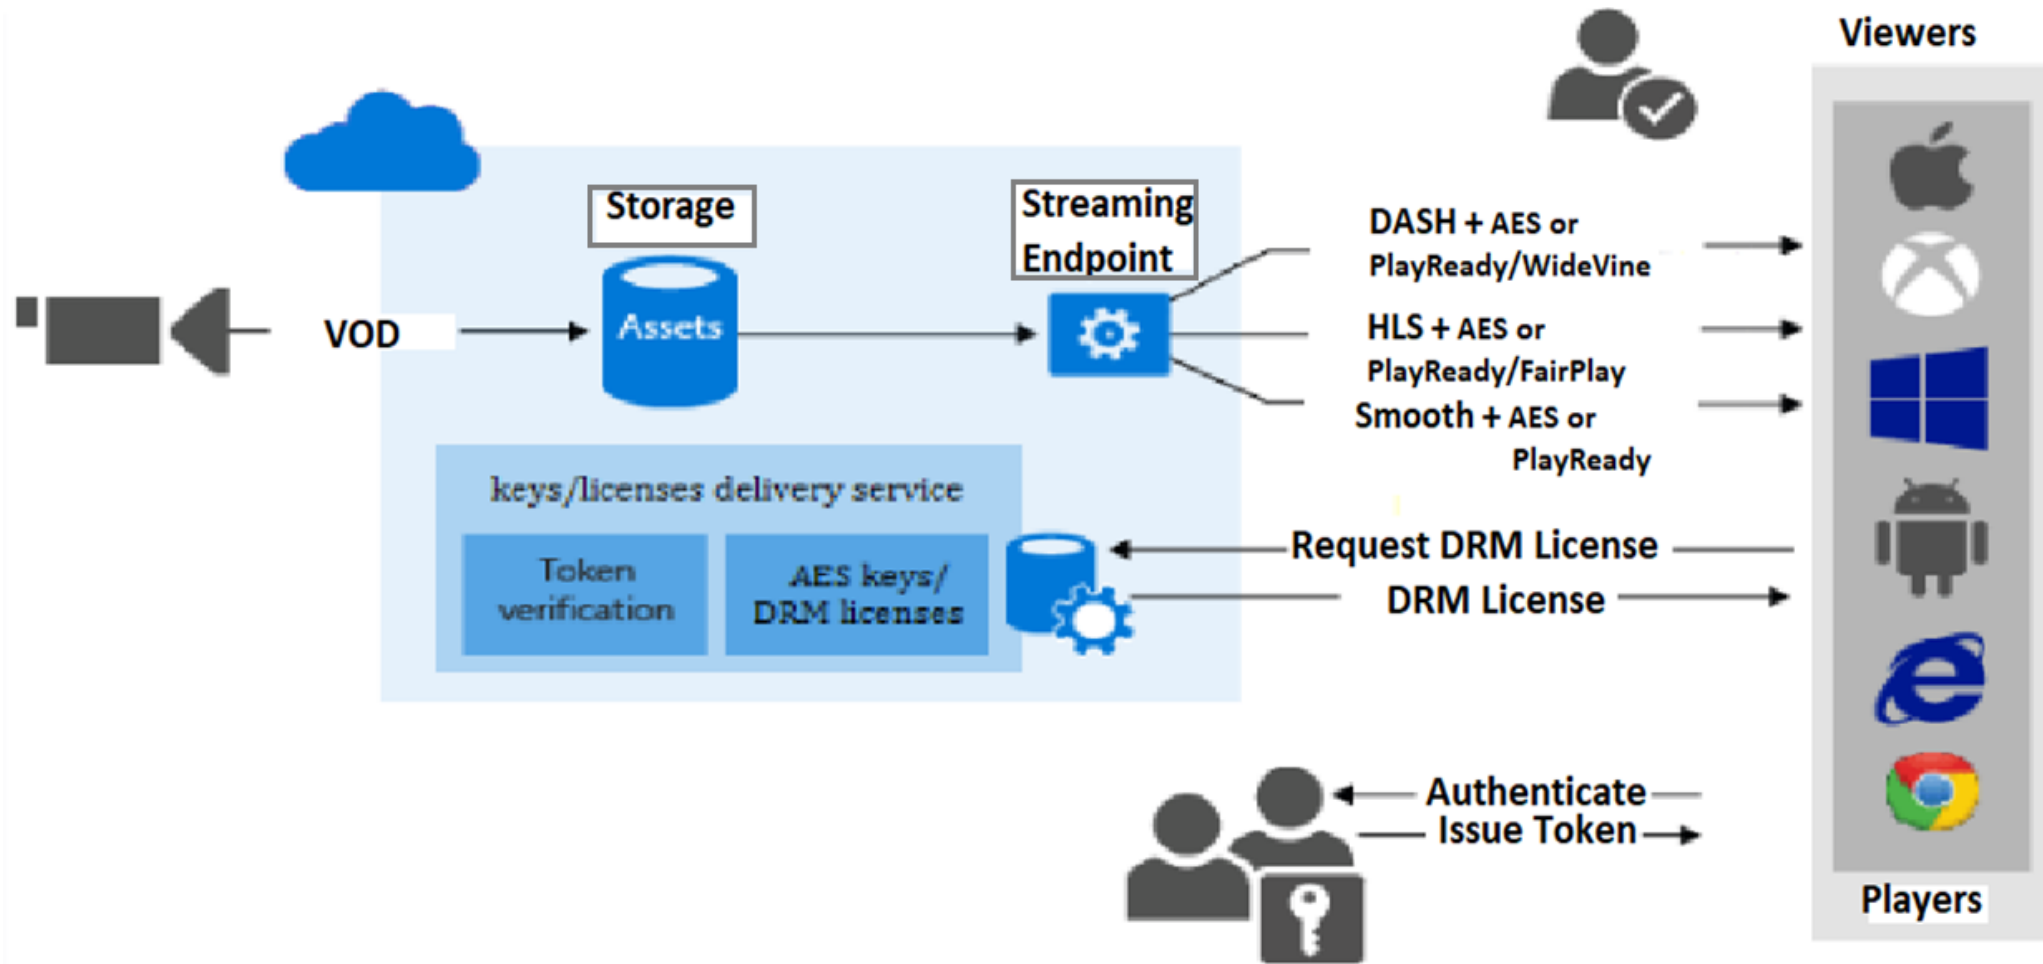 Viewers
Storage
Streaming
Endpoint
DASH + AES or
PlayReady/WideVine
VOD
Assets
HLS + AES or
PlayReady/FairPlay
Smooth + AES or
PlayReady
keys/licenses delivery service
Token
verification
AES keys/
DRM licenses
Request DRM License
DRM License
Authenticate
Issue Token
Players